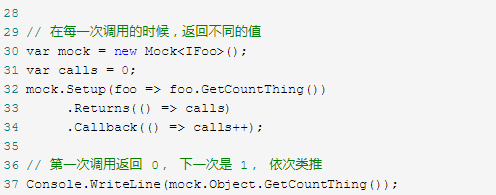 28
29 // 在每一次调用的时候，返回不同的值
30 var mock = new Mock<IFoo>();
31 var calls = 0;
32 mock.Setup(foo => foo.GetCountThing())
33     .Returns(() => calls)
34     .Callback(() => calls++);
35
36 // 第一次调用返回 0， 下一次是 1， 依次类推
37 Console.WriteLine(mock.Object.GetCountThing());